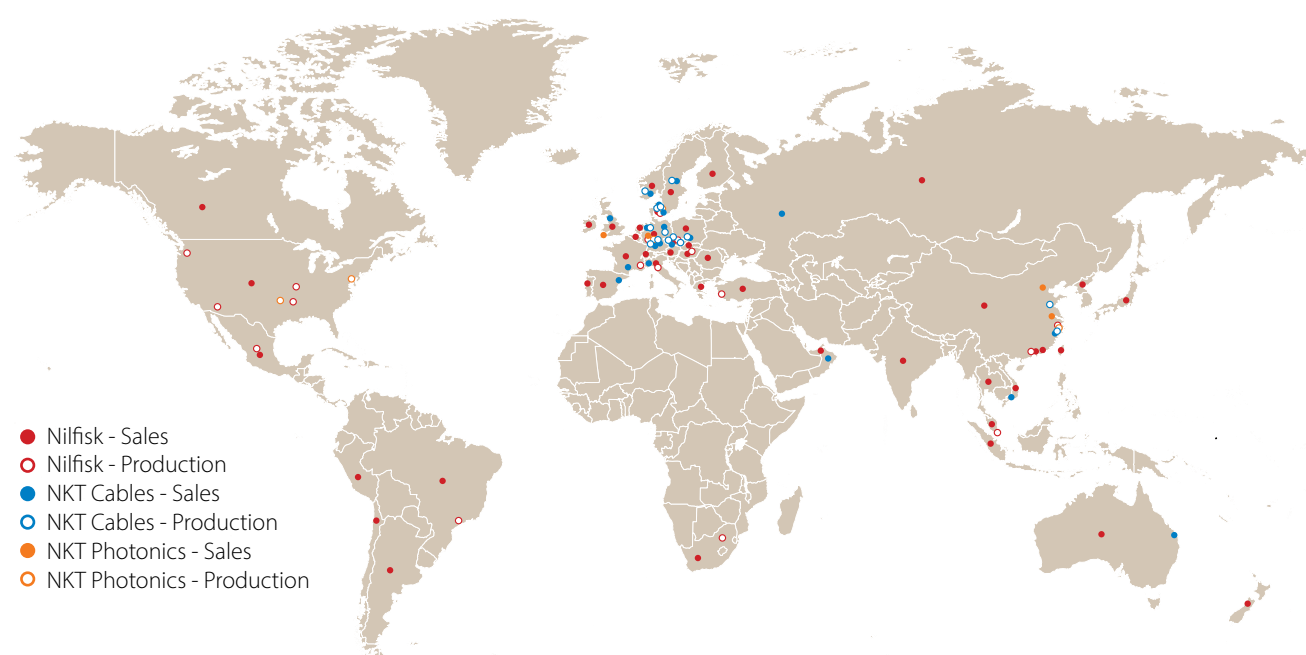 Nilfisk - Sales
Nilfisk - Production
NKT Cables - Sales
NKT Cables - Production
NKT Photonics - Sales
NKT Photonics - Production